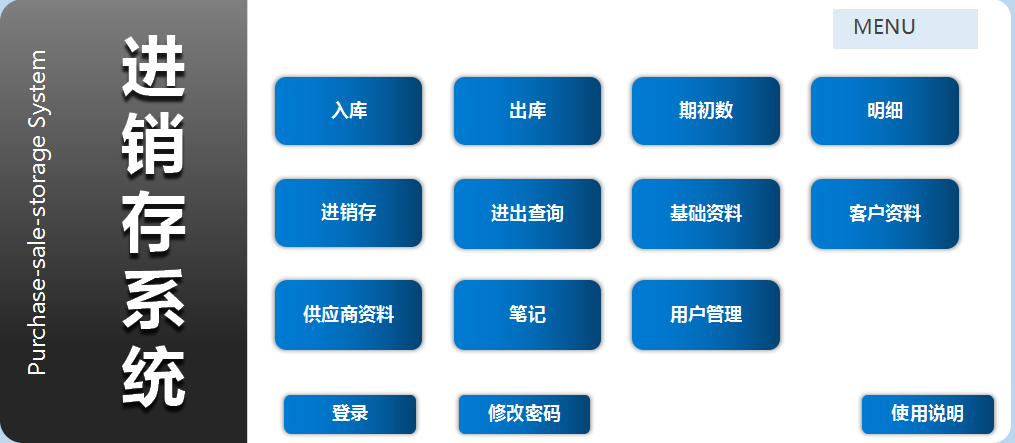 Purchase-sale-storage System
进销存系统
MENU
入库
出库
期初数
明细
进销存
进出查询
基础资料
客户资料
供应商资料
笔记
用户管理
登录
修改密码
使用说明